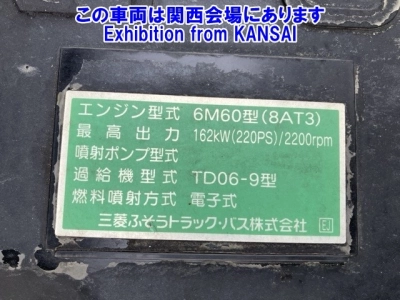 この車両は関西会場にあります
Exhibition from KANSAI
エンジン型式 6M60型(8AT3)
最高出力 162kW(220PS)/2200rpm
噴射ポンプ型式
過給機型式 TD06-9型
燃料噴射方式 電子式
三菱ふそうトラック・バス株式会社